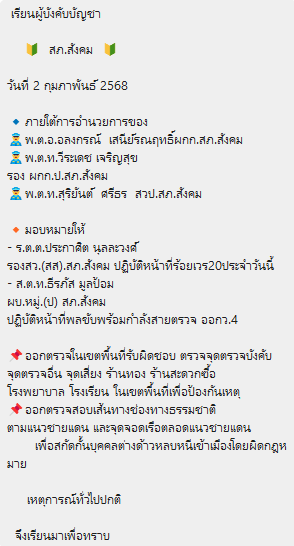 เรียนผู้บังคับบัญชา
🔰 สภ.สังคม 🔰
วันที่ 2 กุมภาพันธ์ 2568
🔹ภายใต้การอำนวยการของ
👮พ.ต.อ.อลงกรณ์ เสนีย์รณฤทธิ์ผกก.สภ.สังคม
👮พ.ต.ท.วีระเดช เจริญสุข
รอง ผกก.ป.สภ.สังคม
👮พ.ต.ท.สุริยันต์ ศรีธร สวป.สภ.สังคม
🔸มอบหมายให้
- ร.ต.ต.ประกาศิต นุลละวงศ์
รองสว.(สส).สภ.สังคม ปฏิบัติหน้าที่ร้อยเวร20ประจำวันนี้
- ส.ต.ท.ธีรภัส มูลป้อม
ผบ.หมู่.(ป) สภ.สังคม
ปฏิบัติหน้าที่พลขับพร้อมกำลังสายตรวจ ออกว.4
📌ออกตรวจในเขตพื้นที่รับผิดชอบ ตรวจจุดตรวจบังคับ
จุดตรวจอื่น จุดเสี่ยง ร้านทอง ร้านสะดวกซื้อ
โรงพยาบาล โรงเรียน ในเขตพื้นที่เพื่อป้องกันเหตุ
📌ออกตรวจสอบเส้นทางช่องทางธรรมชาติ
ตามแนวชายแดน และจุดจอดเรือตลอดแนวชายแดน
เพื่อสกัดกั้นบุคคลต่างด้าวหลบหนีเข้าเมืองโดยผิดกฎห
มาย
เหตุการณ์ทั่วไปปกติ
จึงเรียนมาเพื่อทราบ